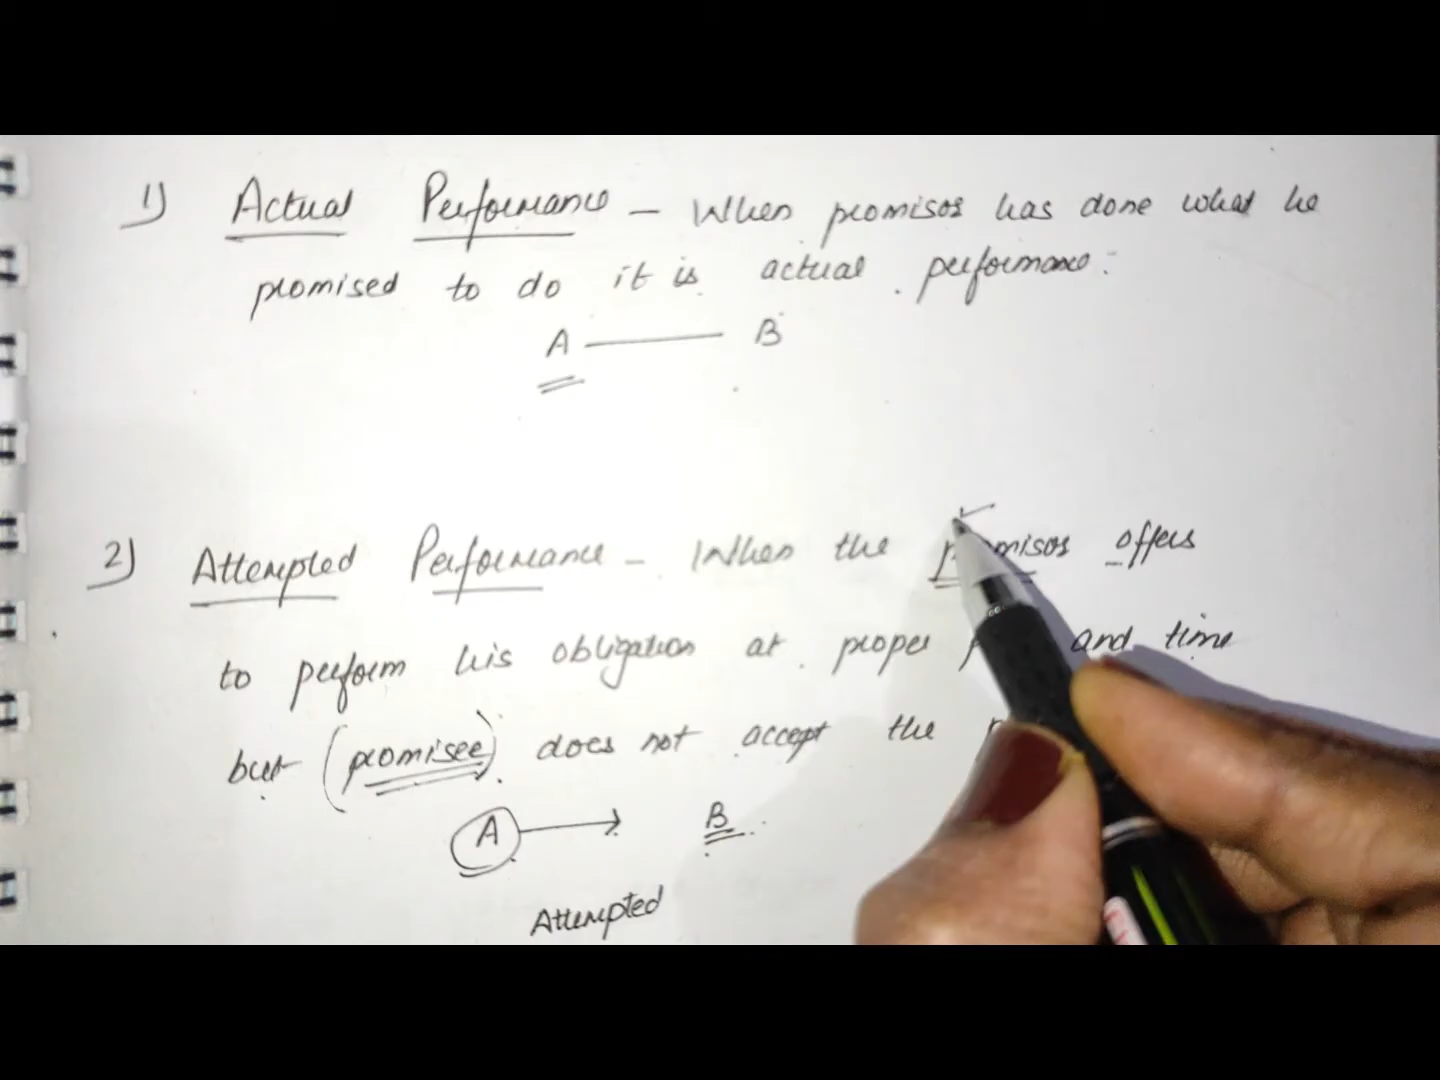 1) Actual Performance - When promisor has done what he
promised to do it is actual performance.
A B
2) Attempted Performance - When the promisor offers
to perform his obligation at proper and time
but (promisee) does not accept the
A B
Attempted